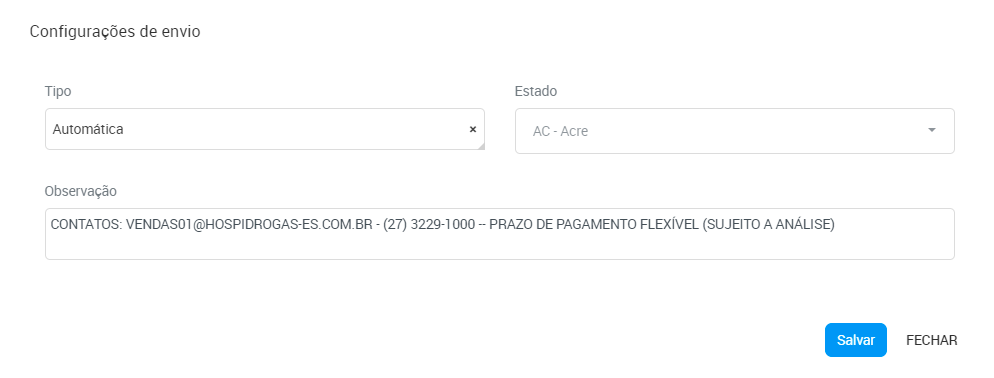 Configurações de envio
Tipo
Estado
Automática ×
AC - Acre
Observação
CONTATOS: VENDAS01@HOSPIDROGAS-ES.COM.BR - (27) 3229-1000 -- PRAZO DE PAGAMENTO FLEXÍVEL (SUJEITO A ANÁLISE)
Salvar
FECHAR